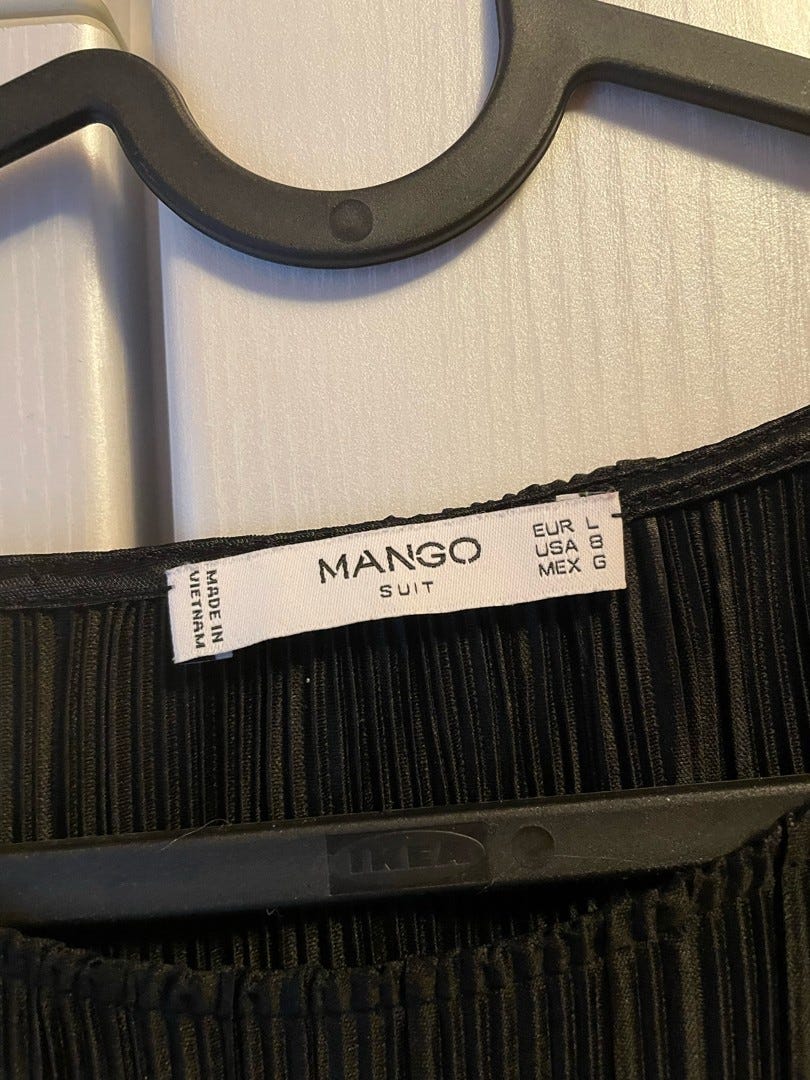 MADE IN
VIETNAM
MANGO
SUIT
EUR L
USA 8
MEX G
IKEA